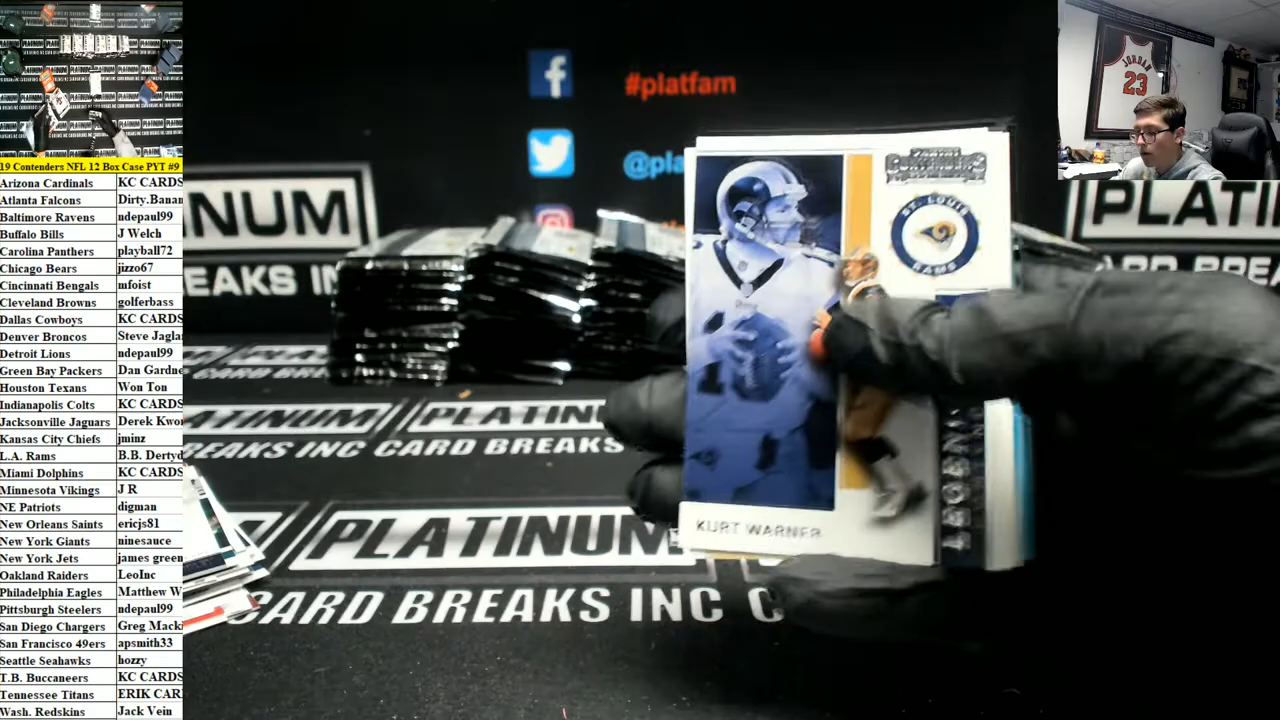 19 Contenders NFL 12 Box Case PYT #9
Arizona Cardinals KC CARDS
Atlanta Falcons Dirty.Banan
Baltimore Ravens ndepaul99
Buffalo Bills J Welch
Carolina Panthers playball72
Chicago Bears jizzo67
Cincinnati Bengals mfoist
Cleveland Browns golferbass
Dallas Cowboys KC CARDS
Denver Broncos Steve Jagla
Detroit Lions ndepaul99
Green Bay Packers Dan Gardne
Houston Texans Won Ton
Indianapolis Colts KC CARDS
Jacksonville Jaguars Derek Kwo
Kansas City Chiefs jminz
L.A. Rams B.B. Dertyd
Miami Dolphins KC CARDS
Minnesota Vikings J R
NE Patriots digman
New Orleans Saints ericjs81
New York Giants ninesauce
New York Jets james green
Oakland Raiders LeoInc
Philadelphia Eagles Matthew W
Pittsburgh Steelers ndepaul99
San Diego Chargers Greg Mack
San Francisco 49ers apsmith33
Seattle Seahawks hozzy
T.B. Buccaneers KC CARDS
Tennessee Titans ERIK CAR
Wash. Redskins Jack Vein
#platfam
@pla
NUM
EAKS INC
PLATI
ARD BREA
CONTENDERS
ST. LOUIS
RAMS
KURT WARNER
PLATIN
REAKS INC CARD BREAKS
PLATINUM
CARD BREAKS INC C
JORDAN
23